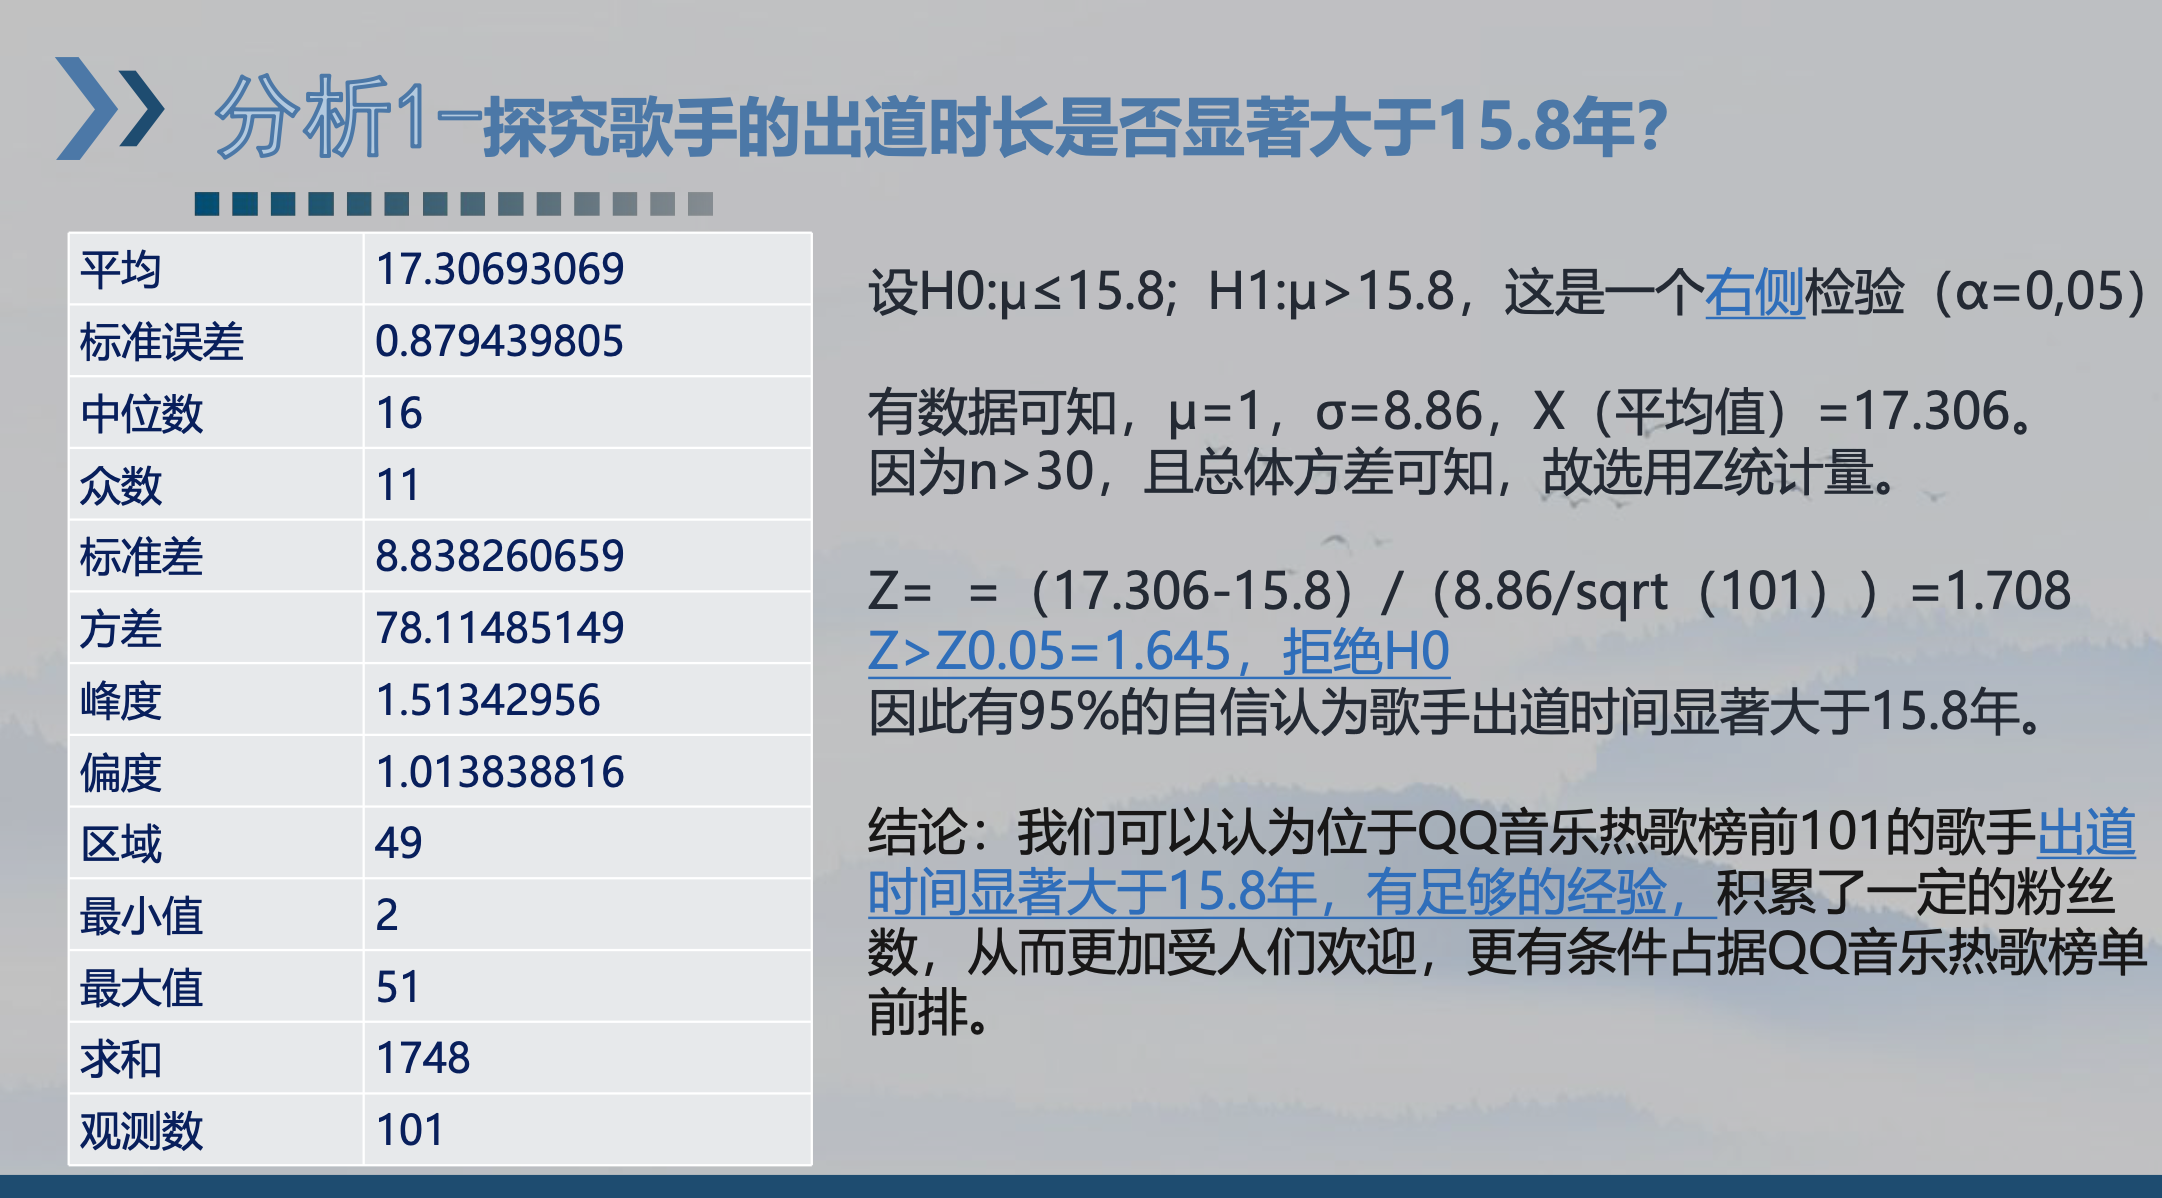 分析1-探究歌手的出道时长是否显著大于15.8年?
平均 17.30693069
标准误差 0.879439805
中位数 16
众数 11
标准差 8.838260659
方差 78.11485149
峰度 1.51342956
偏度 1.013838816
区域 49
最小值 2
最大值 51
求和 1748
观测数 101
设H0:μ≤15.8; H1:μ>15.8，这是一个右侧检验（α=0,05）
有数据可知，μ=1，σ=8.86，X（平均值）=17.306。
因为n>30，且总体方差可知，故选用Z统计量。
Z= =（17.306-15.8）/（8.86/sqrt（101））=1.708
Z>Z0.05=1.645，拒绝H0
因此有95%的自信认为歌手出道时间显著大于15.8年。
结论：我们可以认为位于QQ音乐热歌榜前101的歌手出道
时间显著大于15.8年，有足够的经验，积累了一定的粉丝
数，从而更加受人们欢迎，更有条件占据QQ音乐热歌榜单
前排。